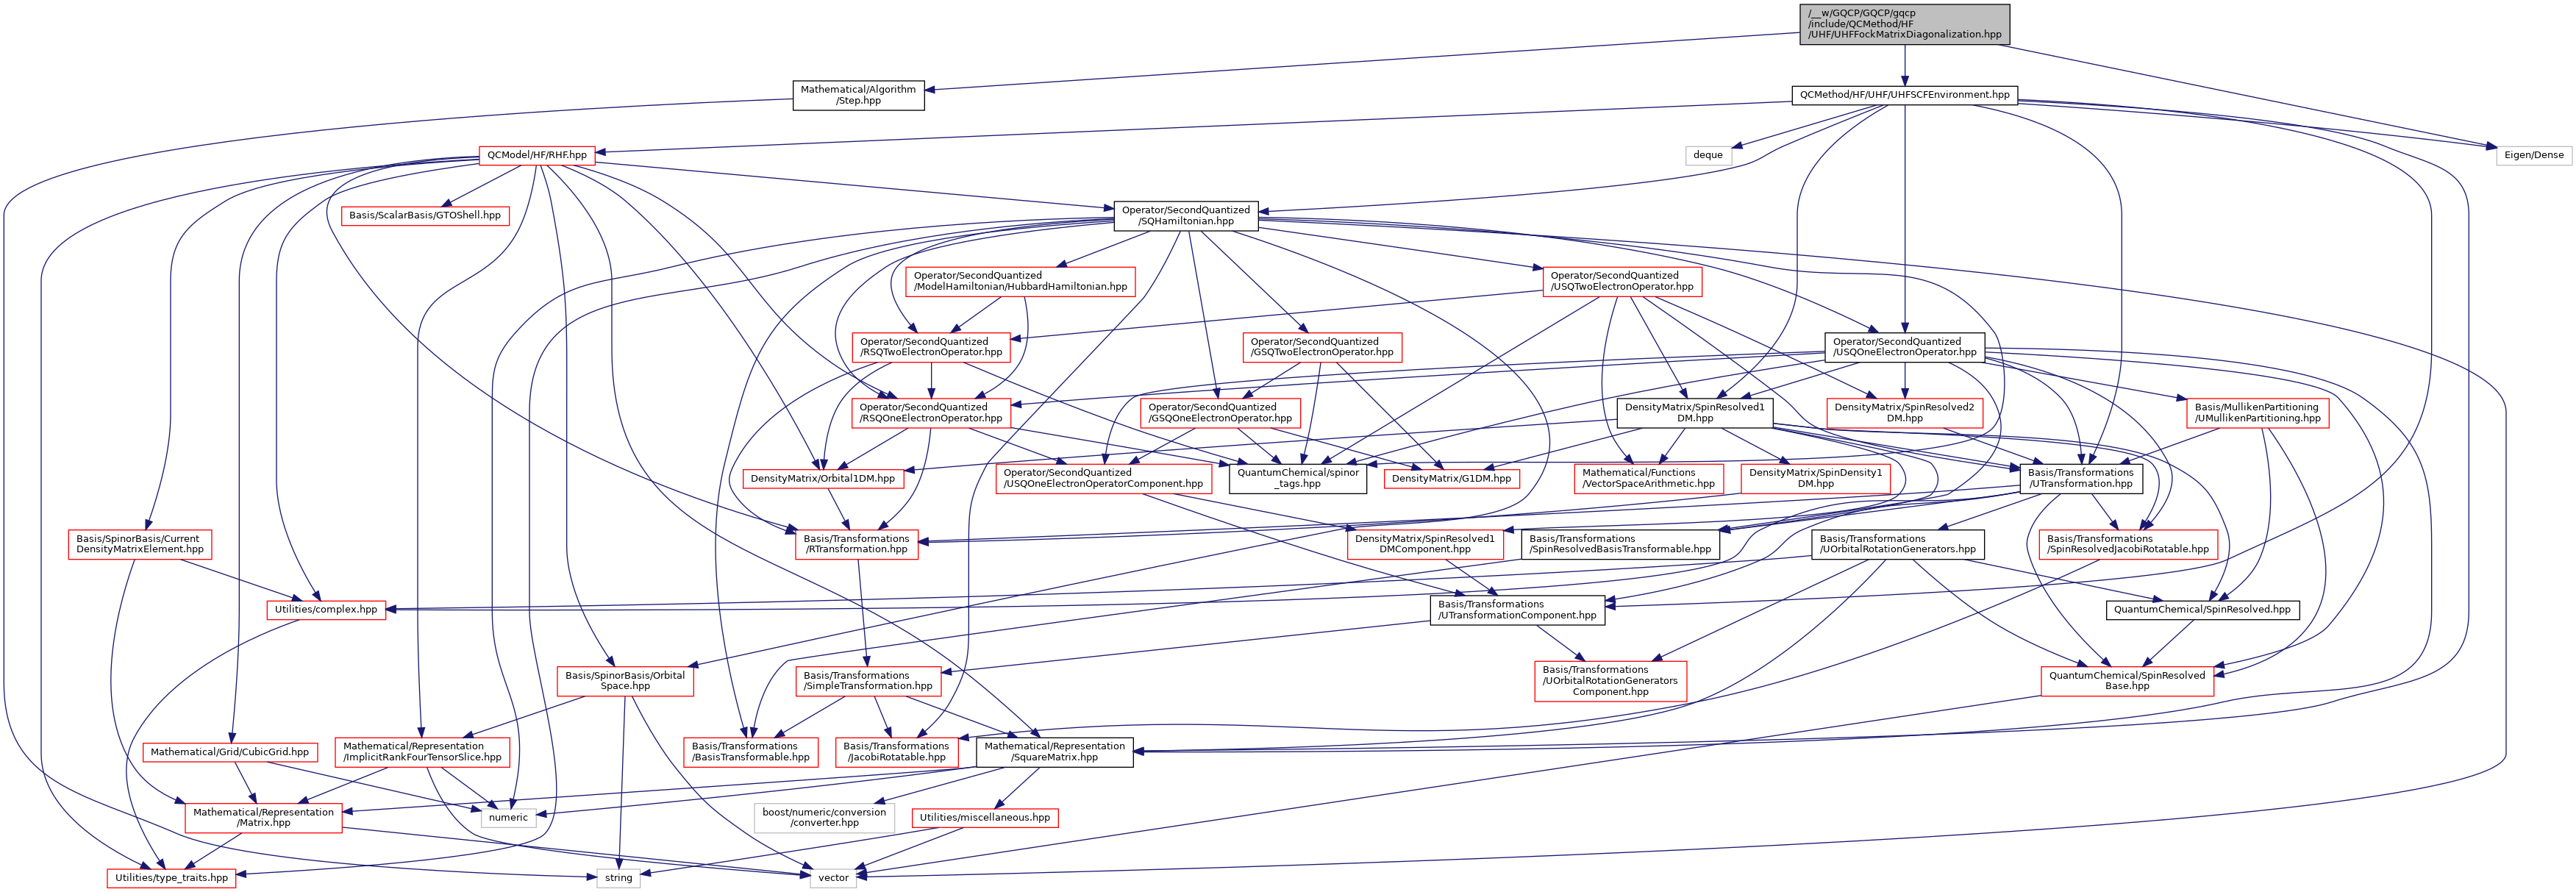 /__w/GQCP/GQCP/gqcp
/include/QCMethod/HF
/UHF/UHFFockMatrixDiagonalization.hpp
Mathematical/Algorithm
/Step.hpp
QCMethod/HF/UHF/UHFSCFEnvironment.hpp
QCModel/HF/RHF.hpp
deque
Eigen/Dense
Basis/ScalarBasis/GTOShell.hpp
Operator/SecondQuantized
/SQHamiltonian.hpp
Operator/SecondQuantized
/ModelHamiltonian/HubbardHamiltonian.hpp
Operator/SecondQuantized
/USQTwoElectronOperator.hpp
Operator/SecondQuantized
/RSQTwoElectronOperator.hpp
Operator/SecondQuantized
/GSQTwoElectronOperator.hpp
Operator/SecondQuantized
/USQOneElectronOperator.hpp
Operator/SecondQuantized
/RSQOneElectronOperator.hpp
Operator/SecondQuantized
/GSQOneElectronOperator.hpp
DensityMatrix/SpinResolved1
DM.hpp
DensityMatrix/SpinResolved2
DM.hpp
Basis/MullikenPartitioning
/UMullikenPartitioning.hpp
DensityMatrix/Orbital1DM.hpp
Operator/SecondQuantized
/USQOneElectronOperatorComponent.hpp
QuantumChemical/spinor
_tags.hpp
DensityMatrix/G1DM.hpp
Mathematical/Functions
/VectorSpaceArithmetic.hpp
DensityMatrix/SpinDensity1
DM.hpp
Basis/Transformations
/UTransformation.hpp
Basis/SpinorBasis/Current
DensityMatrixElement.hpp
Basis/Transformations
/RTransformation.hpp
DensityMatrix/SpinResolved1
DMComponent.hpp
Basis/Transformations
/SpinResolvedBasisTransformable.hpp
Basis/Transformations
/UOrbitalRotationGenerators.hpp
Basis/Transformations
/SpinResolvedJacobiRotatable.hpp
Utilities/complex.hpp
Basis/Transformations
/UTransformationComponent.hpp
QuantumChemical/SpinResolved.hpp
Basis/SpinorBasis/Orbital
Space.hpp
Basis/Transformations
/SimpleTransformation.hpp
Basis/Transformations
/UOrbitalRotationGenerators
Component.hpp
QuantumChemical/SpinResolved
Base.hpp
Mathematical/Grid/CubicGrid.hpp
Mathematical/Representation
/ImplicitRankFourTensorSlice.hpp
Basis/Transformations
/BasisTransformable.hpp
Basis/Transformations
/JacobiRotatable.hpp
Mathematical/Representation
/SquareMatrix.hpp
Mathematical/Representation
/Matrix.hpp
numeric
boost/numeric/conversion
/converter.hpp
Utilities/miscellaneous.hpp
Utilities/type_traits.hpp
string
vector